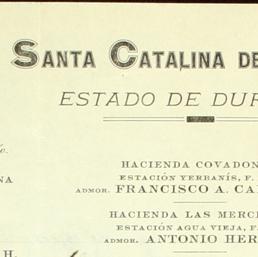 SANTA CATALINA DE
ESTADO DE DUR
HACIENDA COVADON
ESTACIÓN YERBANÍS, F.
NA
ADMOR. FRANCISCO A. CA
HACIENDA LAS MERC
ESTACIÓN AGUA VIEJA, F
ADMOR. ANTONIO HER
H.